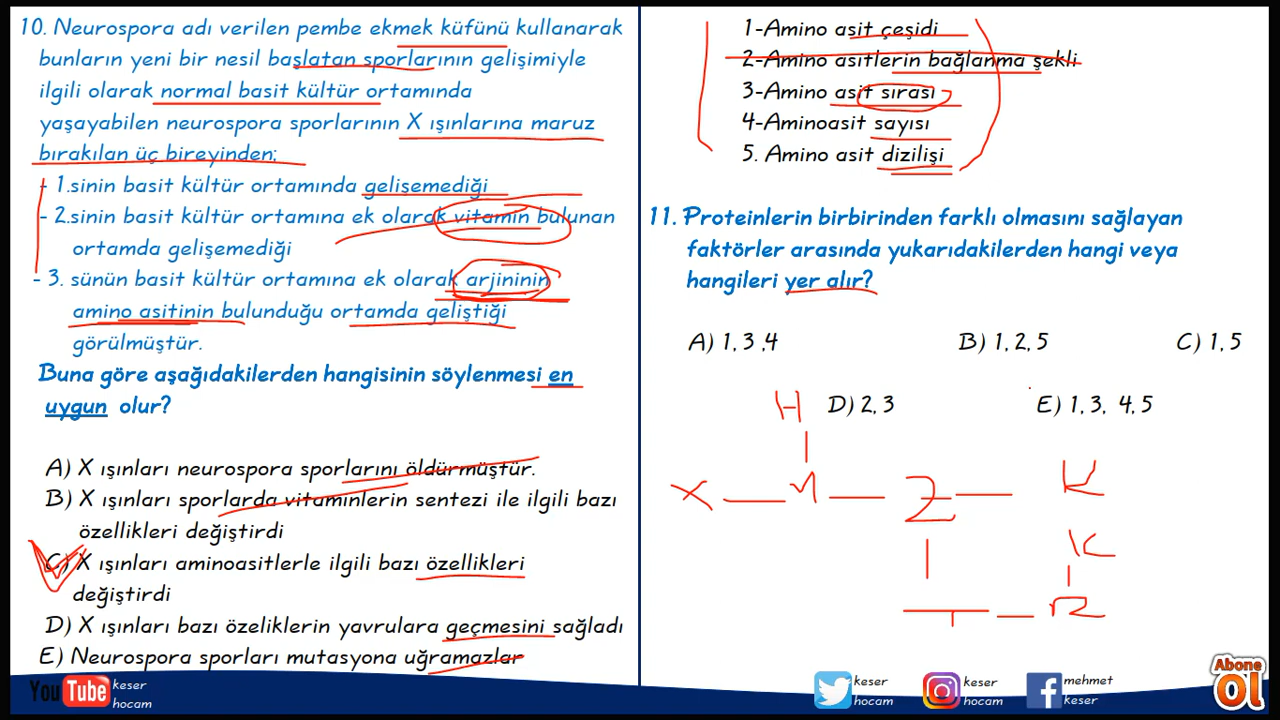 10. Neurospora adı verilen pembe ekmek küfünü kullanarak
bunların yeni bir nesil başlatan sporlarının gelişimiyle
ilgili olarak normal basit kültür ortamında
yaşayabilen neurospora sporlarının X ışınlarına maruz
bırakılan üç bireyinden;
- 1.sinin basit kültür ortamında gelişemediği
- 2.sinin basit kültür ortamına ek olarak vitamin bulunan
ortamda gelişemediği
- 3. sünün basit kültür ortamına ek olarak arjininin
amino asitinin bulunduğu ortamda geliştiği
görülmüştür.
Buna göre aşağıdakilerden hangisinin söylenmesi en
uygun olur?
A) X ışınları neurospora sporlarını öldürmüştür.
B) X ışınları sporlarda vitaminlerin sentezi ile ilgili bazı
özellikleri değiştirdi
C) X ışınları aminoasitlerle ilgili bazı özellikleri
değiştirdi
D) X ışınları bazı özeliklerin yavrulara geçmesini sağladı
E) Neurospora sporları mutasyona uğramazlar
1-Amino asit çeşidi
2-Amino asitlerin bağlanma şekli
3-Amino asit sırası
4-Aminoasit sayısı
5. Amino asit dizilişi
11. Proteinlerin birbirinden farklı olmasını sağlayan
faktörler arasında yukarıdakilerden hangi veya
hangileri yer alır?
A) 1, 3 ,4
B) 1, 2, 5
C) 1, 5
D) 2, 3
E) 1, 3, 4, 5
H
X
Z
K
K
R
YouTube
keser
hocam
keser
hocam
keser
hocam
mehmet
keser
Abone
Ol